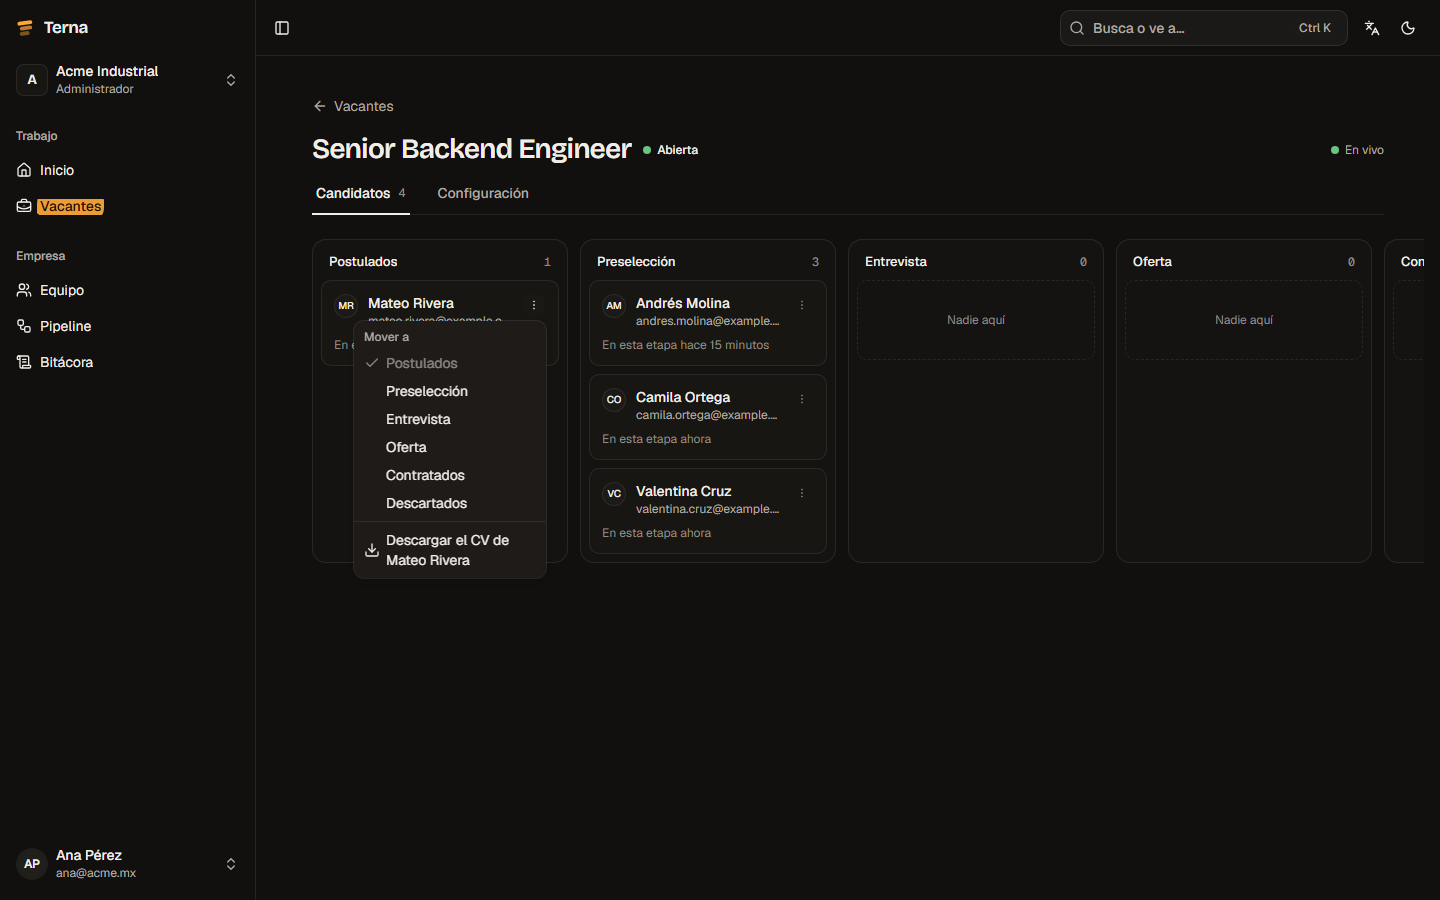 Terna
A
Acme Industrial
Administrador
Trabajo
Inicio
Vacantes
Empresa
Equipo
Pipeline
Bitácora
AP
Ana Pérez
ana@acme.mx
Busca o ve a...
Ctrl K
Vacantes
Senior Backend Engineer
Abierta
En vivo
Candidatos 4
Configuración
Postulados 1
MR
Mateo Rivera
Mover a
Postulados
Preselección
Entrevista
Oferta
Contratados
Descartados
Descargar el CV de
Mateo Rivera
Preselección 3
AM
Andrés Molina
andres.molina@example....
En esta etapa hace 15 minutos
CO
Camila Ortega
camila.ortega@example....
En esta etapa ahora
VC
Valentina Cruz
valentina.cruz@example....
En esta etapa ahora
Entrevista 0
Nadie aquí
Oferta 0
Nadie aquí
Con